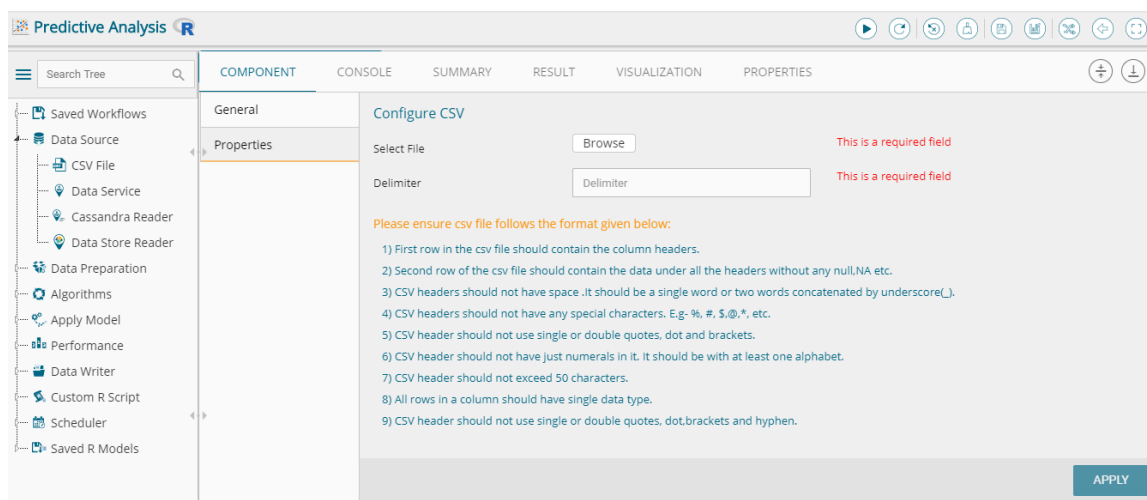 Predictive Analysis R
Search Tree
Saved Workflows
Data Source
CSV File
Data Service
Cassandra Reader
Data Store Reader
Data Preparation
Algorithms
Apply Model
Performance
Data Writer
Custom R Script
Scheduler
Saved R Models
COMPONENT CONSOLE SUMMARY RESULT VISUALIZATION PROPERTIES
General
Properties
Configure CSV
Select File Browse This is a required field
Delimiter Delimiter This is a required field
Please ensure csv file follows the format given below:
1) First row in the csv file should contain the column headers.
2) Second row of the csv file should contain the data under all the headers without any null,NA etc.
3) CSV headers should not have space .It should be a single word or two words concatenated by underscore(_).
4) CSV headers should not have any special characters. E.g- %, #, $,@,*, etc.
5) CSV header should not use single or double quotes, dot and brackets.
6) CSV header should not have just numerals in it. It should be with at least one alphabet.
7) CSV header should not exceed 50 characters.
8) All rows in a column should have single data type.
9) CSV header should not use single or double quotes, dot,brackets and hyphen.
APPLY